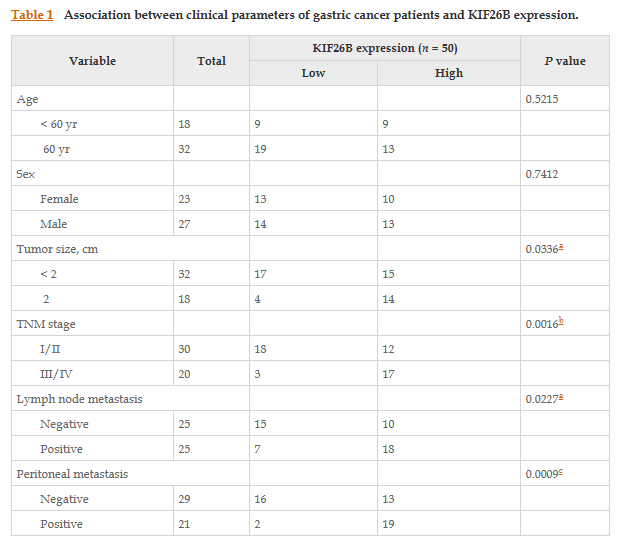 Table 1 Association between clinical parameters of gastric cancer patients and KIF26B expression.
Variable Total KIF26B expression (n = 50) P value
Low High
Age 0.5215
< 60 yr 18 9 9
60 yr 32 19 13
Sex 0.7412
Female 23 13 10
Male 27 14 13
Tumor size, cm 0.0336a
< 2 32 17 15
2 18 4 14
TNM stage 0.0016b
I/II 30 18 12
III/IV 20 3 17
Lymph node metastasis 0.0227a
Negative 25 15 10
Positive 25 7 18
Peritoneal metastasis 0.0009c
Negative 29 16 13
Positive 21 2 19